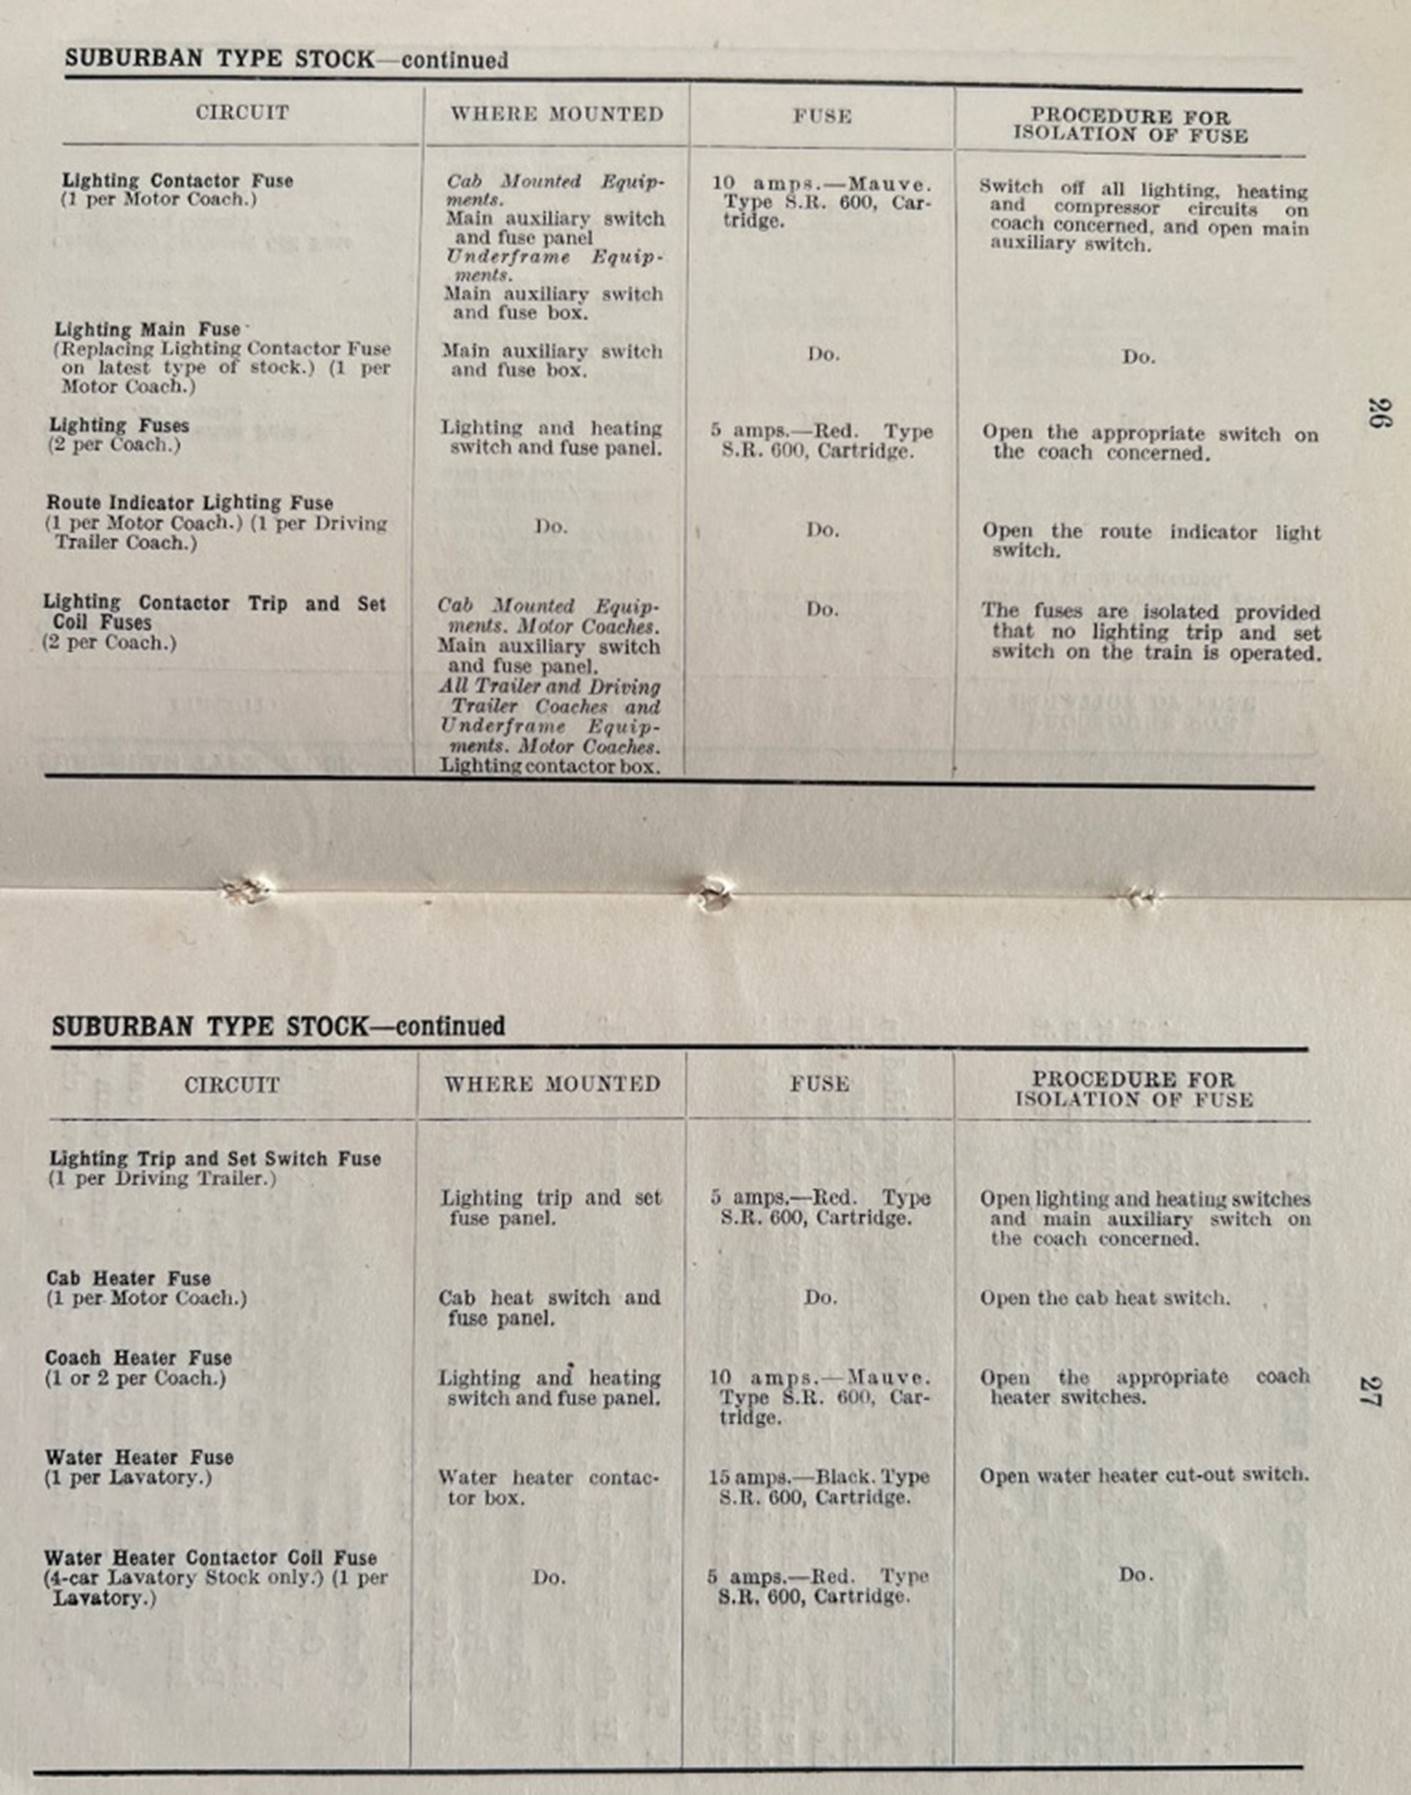 SUBURBAN TYPE STOCK—continued
CIRCUIT
WHERE MOUNTED
FUSE
PROCEDURE FOR
ISOLATION OF FUSE
Lighting Contactor Fuse
(1 per Motor Coach.)
Cab Mounted Equip-
ments.
Main auxiliary switch
and fuse panel
Underframe Equip-
ments.
Main auxiliary switch
and fuse box.
10 amps.—Mauve.
Type S.R. 600, Car-
tridge.
Switch off all lighting, heating
and compressor circuits on
coach concerned, and open main
auxiliary switch.
Lighting Main Fuse
(Replacing Lighting Contactor Fuse
on latest type of stock.) (1 per
Motor Coach.)
Main auxiliary switch
and fuse box.
Do.
Do.
Lighting Fuses
(2 per Coach.)
Lighting and heating
switch and fuse panel.
5 amps.—Red. Type
S.R. 600, Cartridge.
Open the appropriate switch on
the coach concerned.
Route Indicator Lighting Fuse
(1 per Motor Coach.) (1 per Driving
Trailer Coach.)
Do.
Do.
Open the route indicator light
switch.
Lighting Contactor Trip and Set
Coil Fuses
(2 per Coach.)
Cab Mounted Equip-
ments. Motor Coaches.
Main auxiliary switch
and fuse panel.
All Trailer and Driving
Trailer Coaches and
Underframe Equip-
ments. Motor Coaches.
Lighting contactor box.
Do.
The fuses are isolated provided
that no lighting trip and set
switch on the train is operated.
26
SUBURBAN TYPE STOCK—continued
CIRCUIT
WHERE MOUNTED
FUSE
PROCEDURE FOR
ISOLATION OF FUSE
Lighting Trip and Set Switch Fuse
(1 per Driving Trailer.)
Lighting trip and set
fuse panel.
5 amps.—Red. Type
S.R. 600, Cartridge.
Open lighting and heating switches
and main auxiliary switch on
the coach concerned.
Cab Heater Fuse
(1 per Motor Coach.)
Cab heat switch and
fuse panel.
Do.
Open the cab heat switch.
Coach Heater Fuse
(1 or 2 per Coach.)
Lighting and heating
switch and fuse panel.
10 amps.—Mauve.
Type S.R. 600, Car-
tridge.
Open the appropriate coach
heater switches.
Water Heater Fuse
(1 per Lavatory.)
Water heater contac-
tor box.
15 amps.—Black. Type
S.R. 600, Cartridge.
Open water heater cut-out switch.
Water Heater Contactor Coil Fuse
(4-car Lavatory Stock only.) (1 per
Lavatory.)
Do.
5 amps.—Red. Type
S.R. 600, Cartridge.
Do.
27